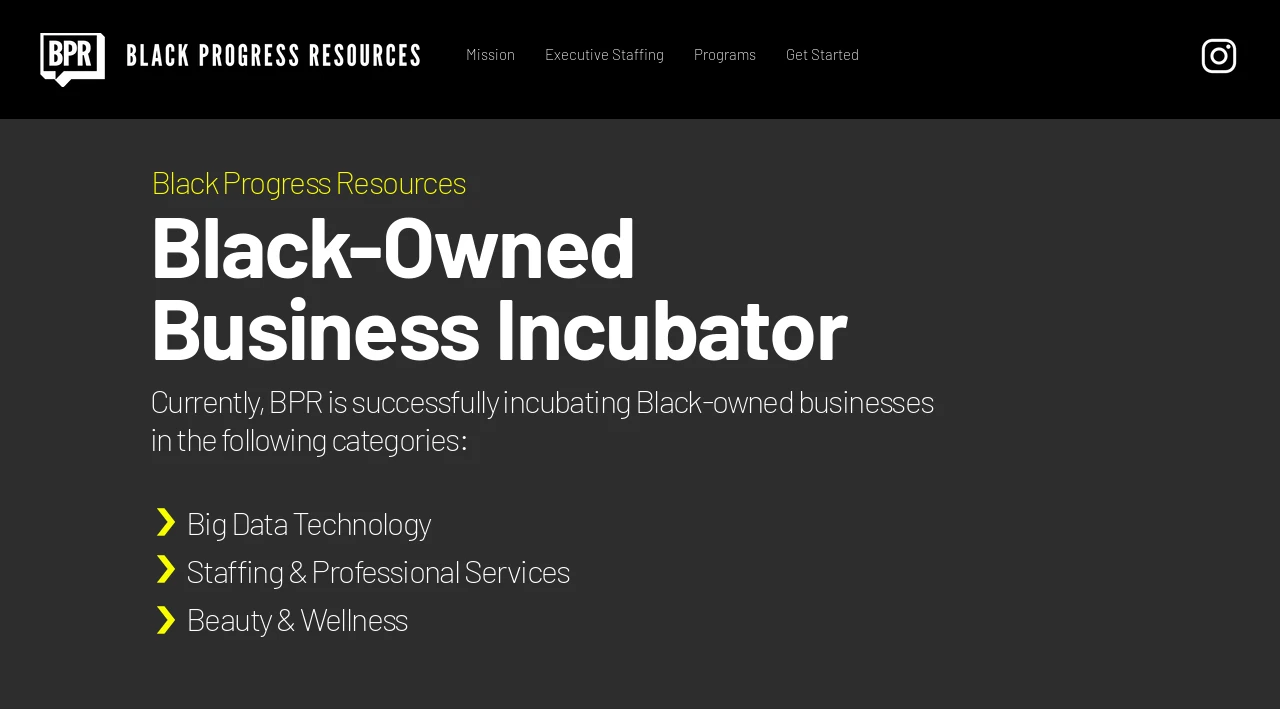 BPR
BLACK PROGRESS RESOURCES
Mission
Executive Staffing
Programs
Get Started
Black Progress Resources
Black-Owned
Business Incubator
Currently, BPR is successfully incubating Black-owned businesses
in the following categories:
Big Data Technology
Staffing & Professional Services
Beauty & Wellness